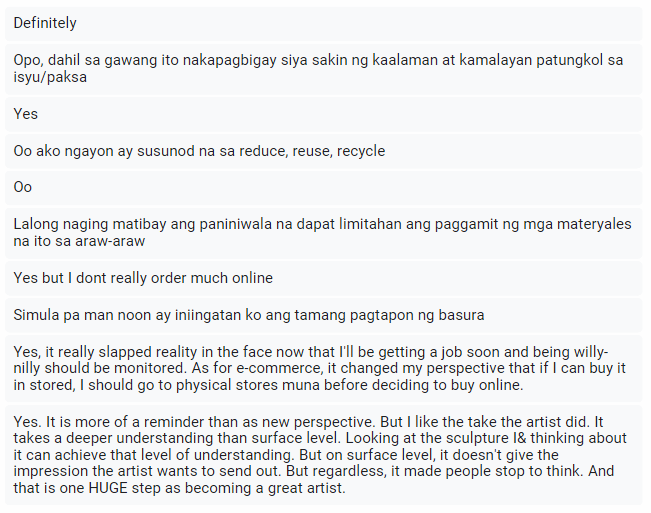 Definitely
Opo, dahil sa gawang ito nakapagbigay siya sakin ng kaalaman at kamalayan patungkol sa
isyu/paksa
Yes
Oo ako ngayon ay susunod na sa reduce, reuse, recycle
Oo
Lalong naging matibay ang paniniwala na dapat limitahan ang paggamit ng mga materyales
na ito sa araw-araw
Yes but I dont really order much online
Simula pa man noon ay iniingatan ko ang tamang pagtapon ng basura
Yes, it really slapped reality in the face now that I'll be getting a job soon and being willy-
nilly should be monitored. As for e-commerce, it changed my perspective that if I can buy it
in stored, I should go to physical stores muna before deciding to buy online.
Yes. It is more of a reminder than as new perspective. But I like the take the artist did. It
takes a deeper understanding than surface level. Looking at the sculpture I& thinking about
it can achieve that level of understanding. But on surface level, it doesn't give the
impression the artist wants to send out. But regardless, it made people stop to think. And
that is one HUGE step as becoming a great artist.